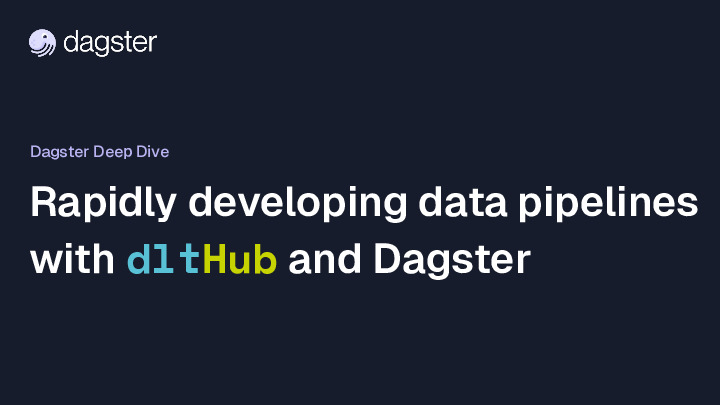 dagster
Dagster Deep Dive
Rapidly developing data pipelines
with dltHub and Dagster